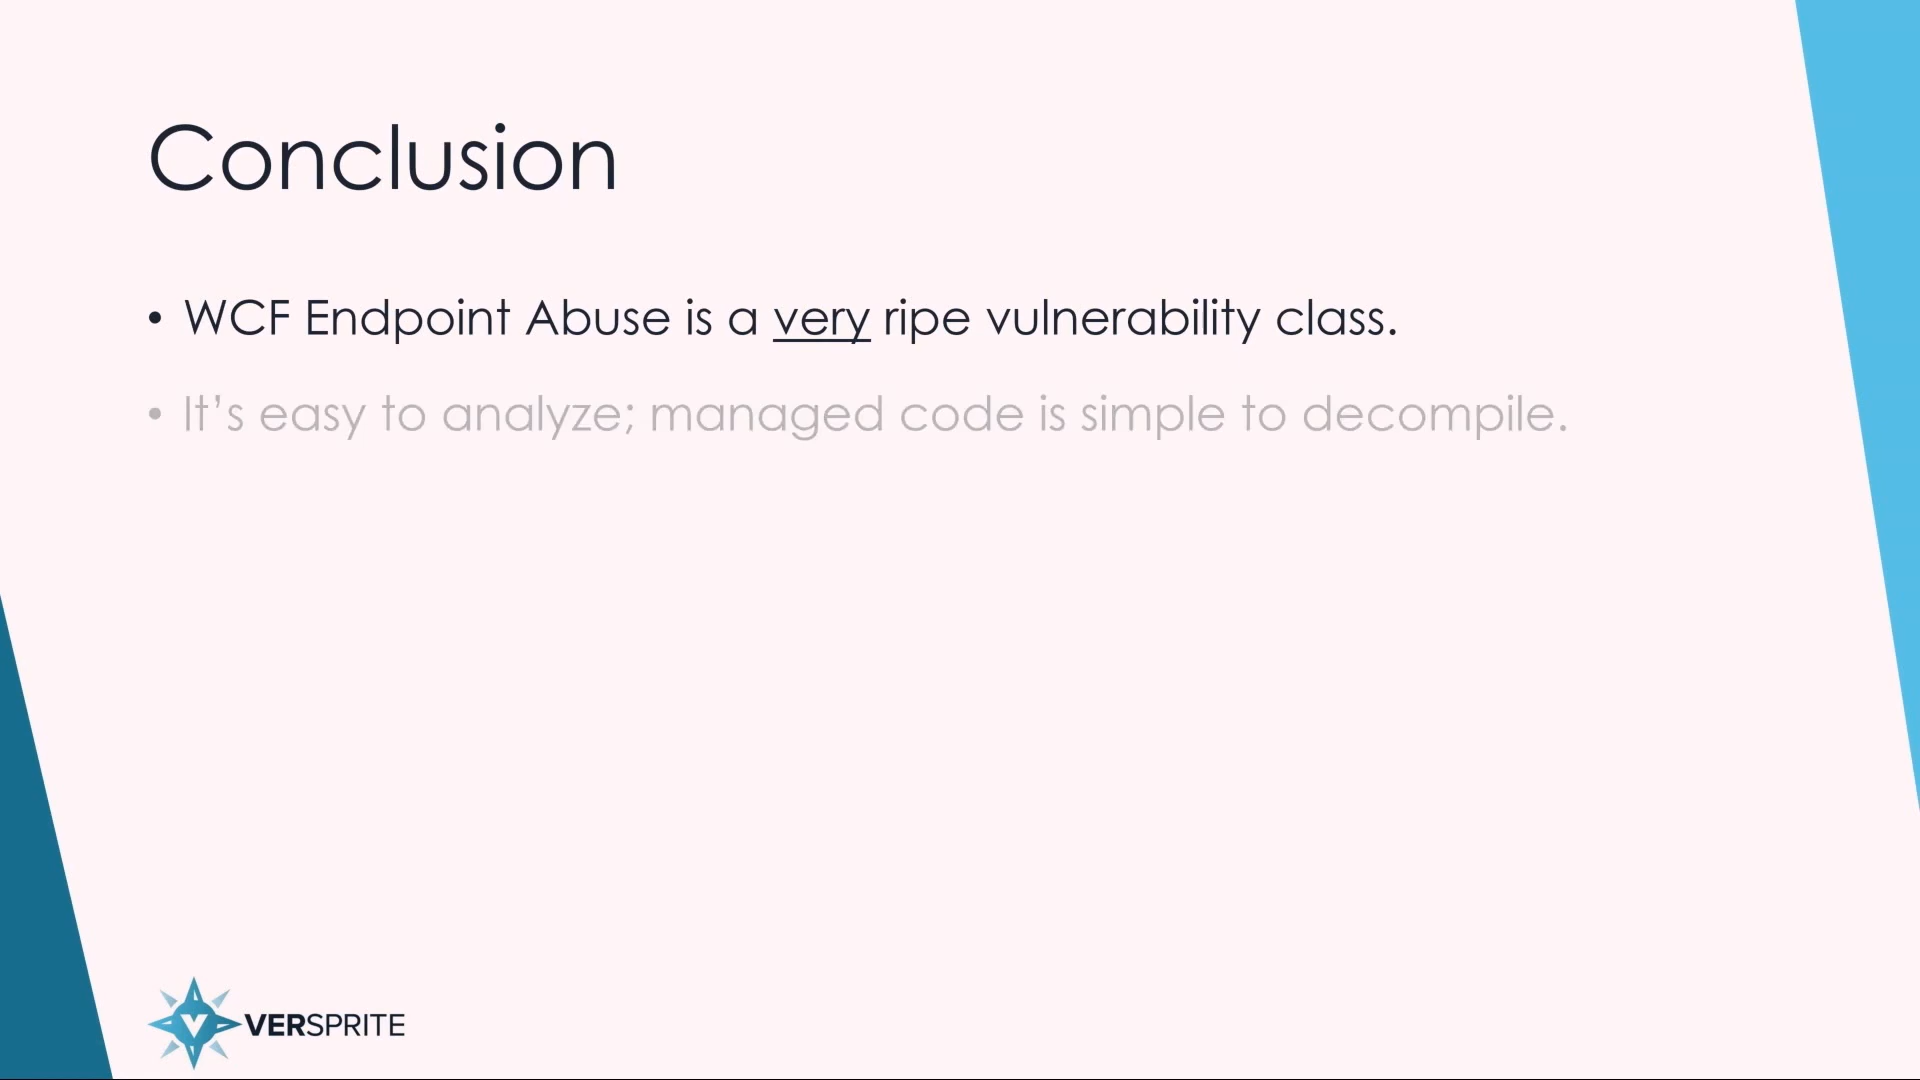 Conclusion
• WCF Endpoint Abuse is a very ripe vulnerability class.
• It’s easy to analyze; managed code is simple to decompile.
VERSPRITE